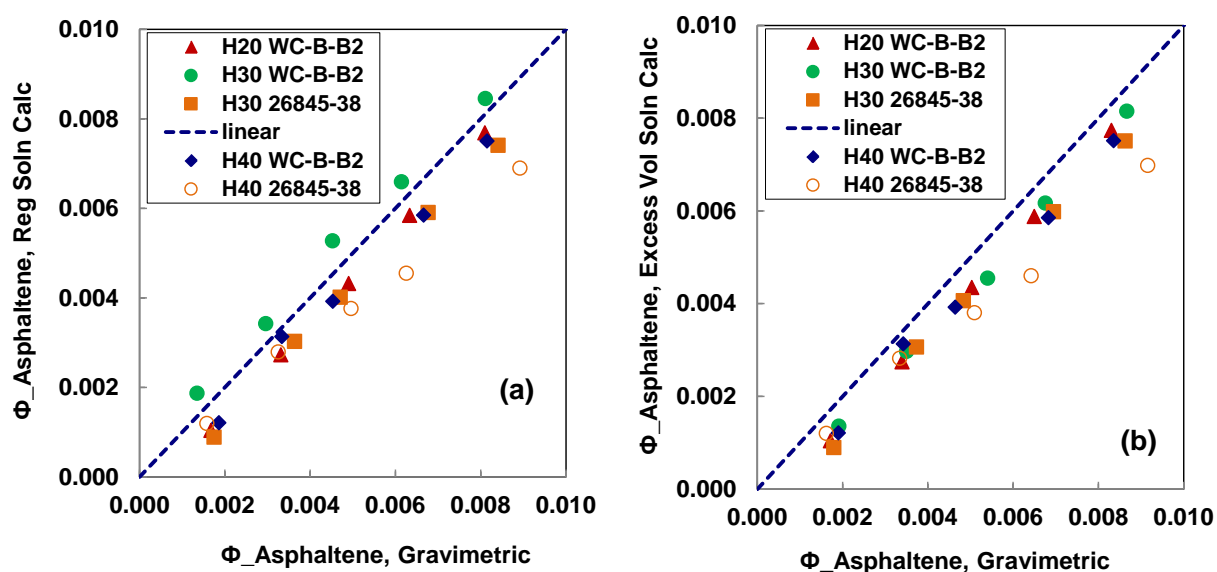 Φ_Asphaltene, Reg Soln Calc
0.010
0.008
0.006
0.004
0.002
0.000
H20 WC-B-B2
H30 WC-B-B2
H30 26845-38
linear
H40 WC-B-B2
H40 26845-38
(a)
0.000 0.002 0.004 0.006 0.008 0.010
Φ_Asphaltene, Gravimetric
Φ_Asphaltene, Excess Vol Soln Calc
0.010
0.008
0.006
0.004
0.002
0.000
H20 WC-B-B2
H30 WC-B-B2
H30 26845-38
linear
H40 WC-B-B2
H40 26845-38
(b)
0.000 0.002 0.004 0.006 0.008 0.010
Φ_Asphaltene, Gravimetric